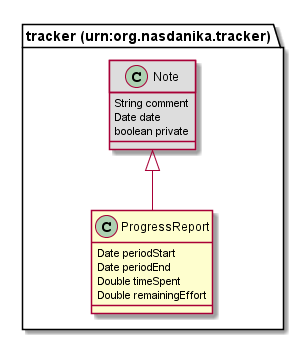 tracker (urn:org.nasdanika.tracker)
C Note
String comment
Date date
boolean private
C ProgressReport
Date periodStart
Date periodEnd
Double timeSpent
Double remainingEffort